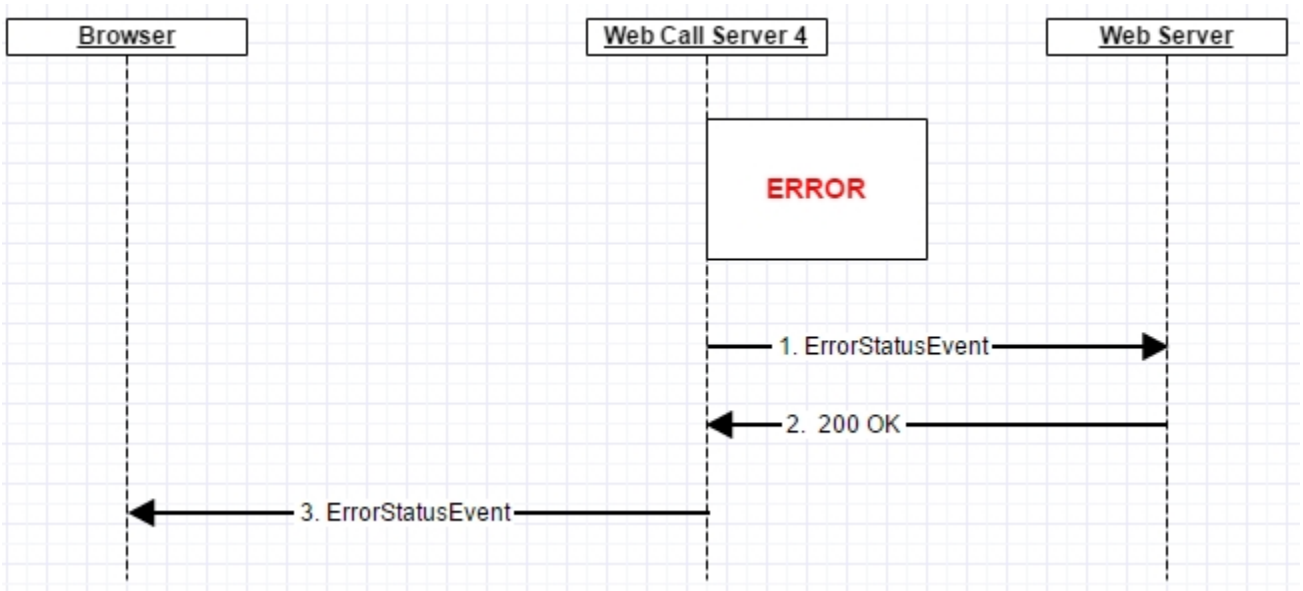 Browser
Web Call Server 4
Web Server
ERROR
1. ErrorStatusEvent
2. 200 OK
3. ErrorStatusEvent